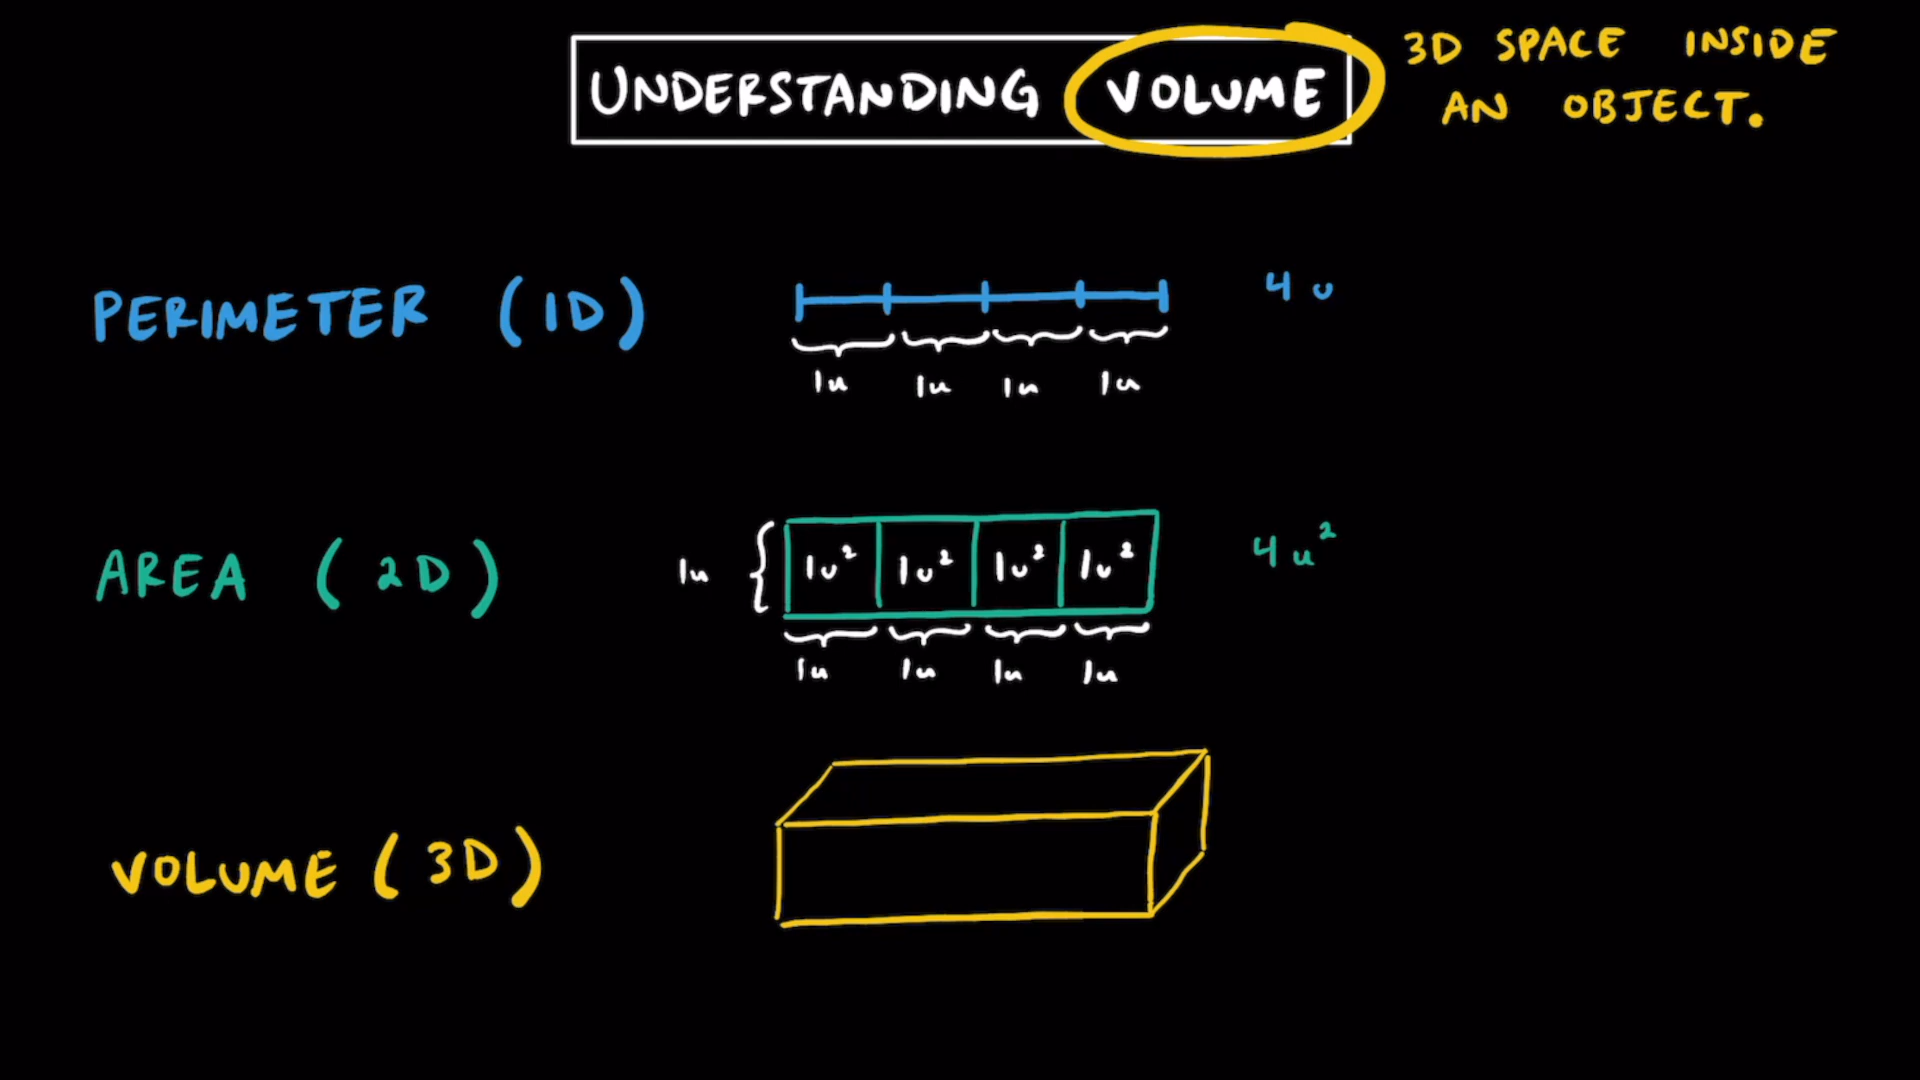 UNDERSTANDING VOLUME
3D SPACE INSIDE
AN OBJECT.
PERIMETER (1D)
4 u
1u 1u 1u 1u
AREA (2D)
1u
1u² 1u² 1u² 1u²
4u²
1u 1u 1u 1u
VOLUME (3D)